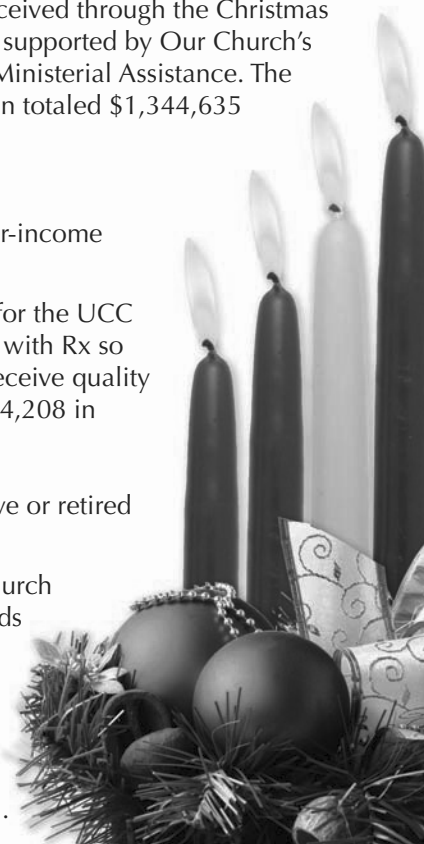 ceived through the Christmas
supported by Our Church's
Ministerial Assistance. The
n totaled $1,344,635
r-income
for the UCC
with Rx so
eceive quality
4,208 in
ve or retired
urch
ds
.